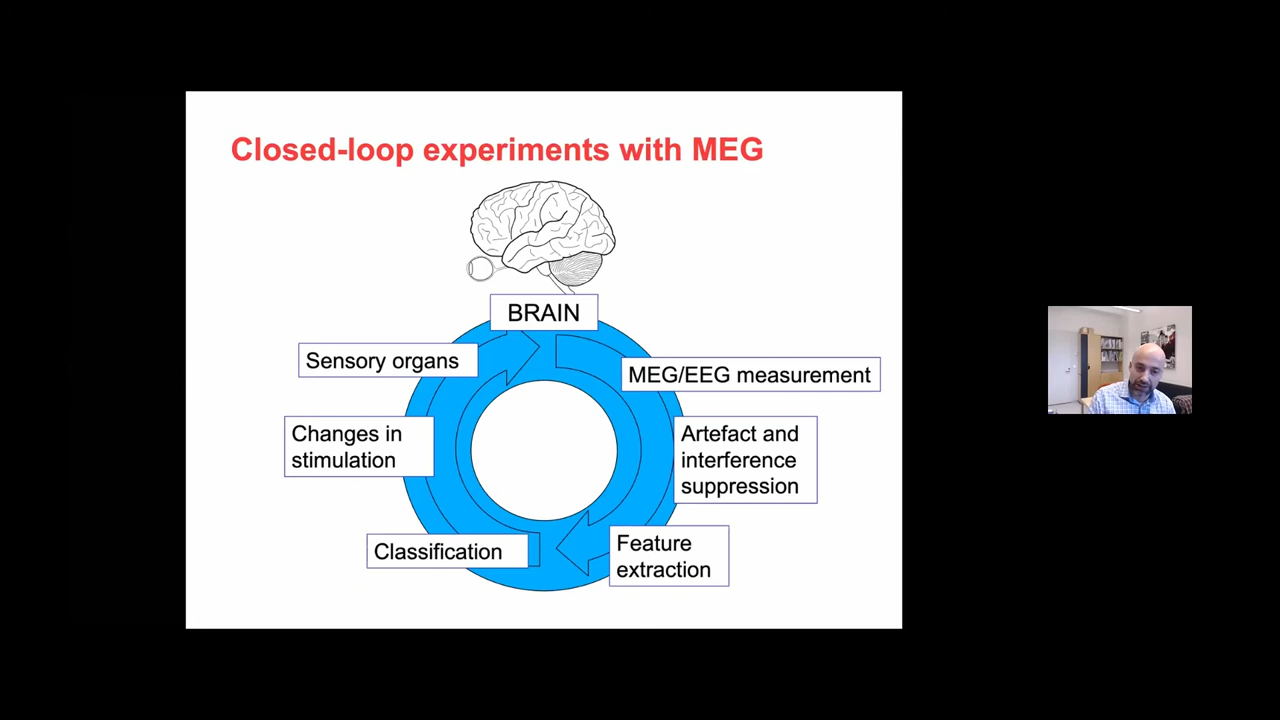 Closed-loop experiments with MEG
BRAIN
Sensory organs
MEG/EEG measurement
Changes in
stimulation
Artefact and
interference
suppression
Classification
Feature
extraction